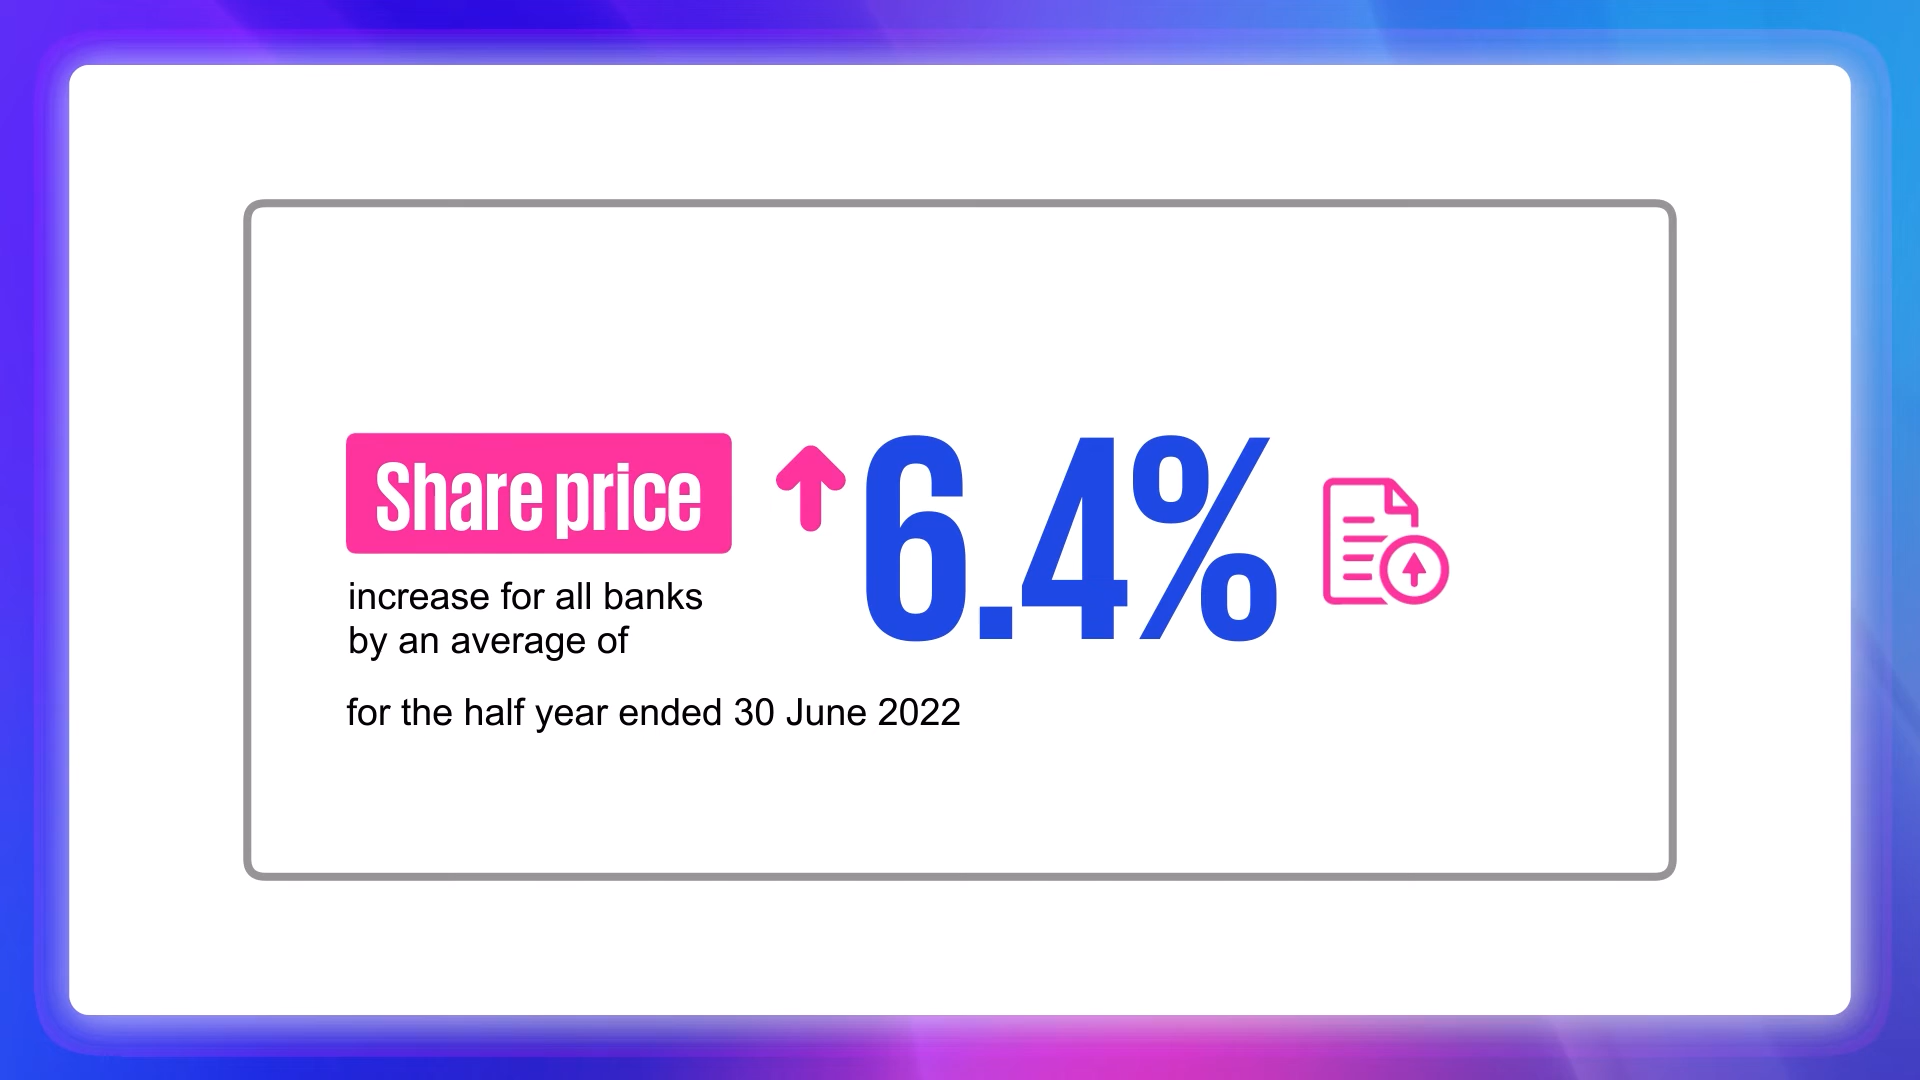 Share price
6.4%
increase for all banks
by an average of
for the half year ended 30 June 2022